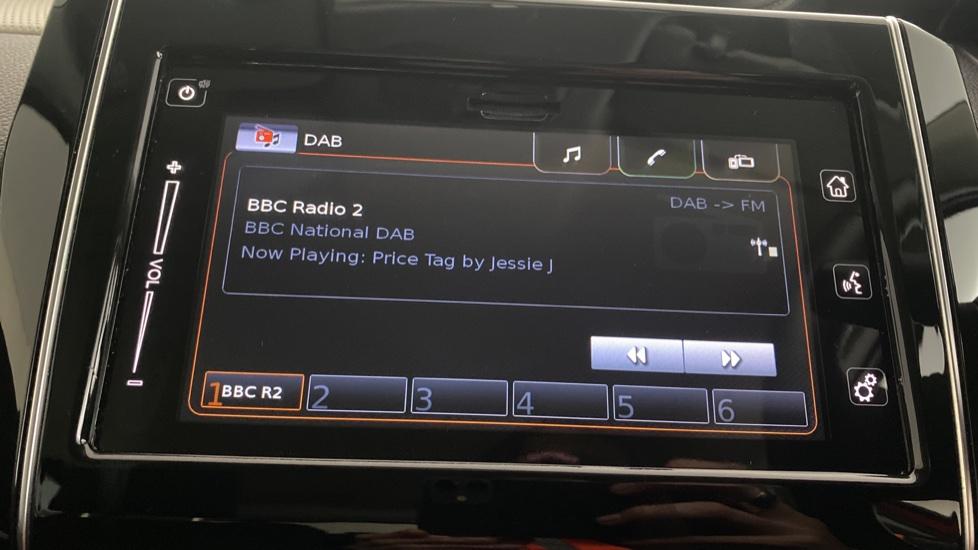 DAB
BBC Radio 2
DAB -> FM
BBC National DAB
Now Playing: Price Tag by Jessie J
VOL
1 BBC R2 2 3 4 5 6